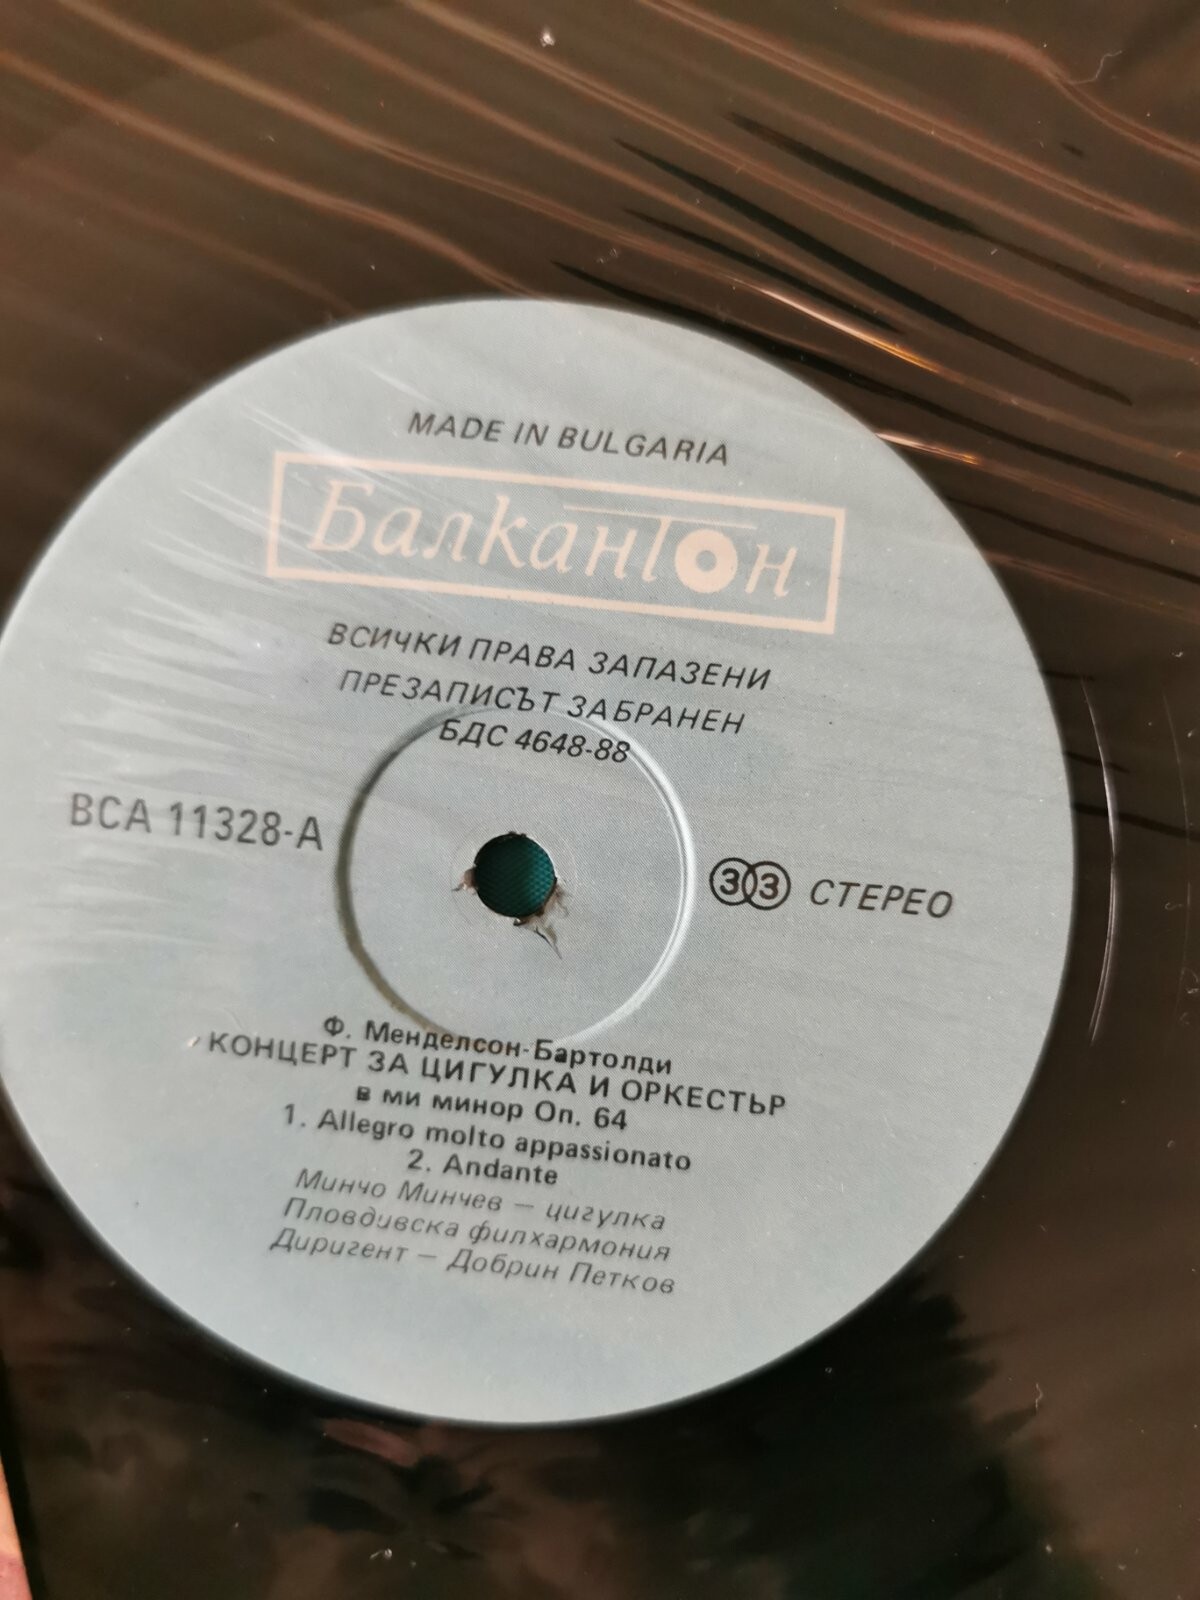 MADE IN BULGARIA
Балкантон
ВСИЧКИ ПРАВА ЗАПАЗЕНИ
ПРЕЗАПИСЪТ ЗАБРАНЕН
БДС 4648-88
ВСА 11328-А
33 СТЕРЕО
Ф. Менделсон-Бартолди
КОНЦЕРТ ЗА ЦИГУЛКА И ОРКЕСТЪР
в ми минор Оп. 64
1. Allegro molto appassionato
2. Andante
Минчо Минчев — цигулка
Пловдивска филхармония
Диригент — Добрин Петков